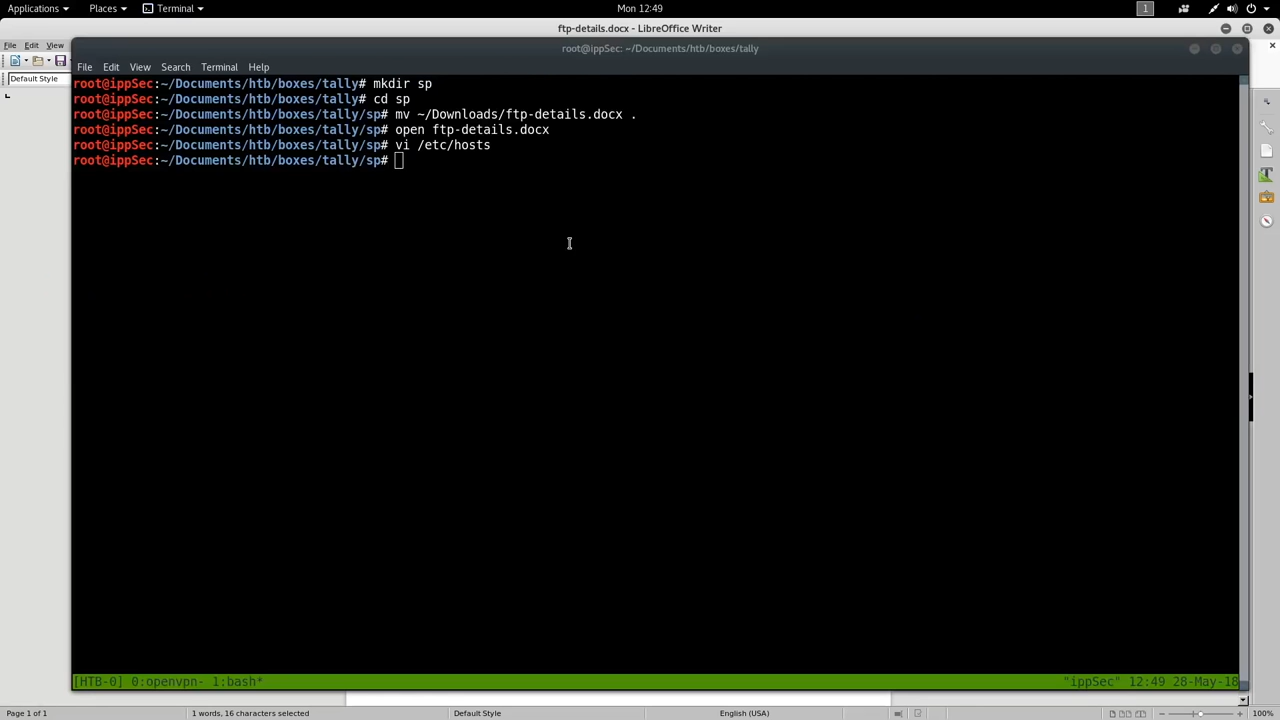 Applications Places Terminal Mon 12:49 1
ftp-details.docx - LibreOffice Writer
File Edit View
root@ippSec: ~/Documents/htb/boxes/tally
File Edit View Search Terminal Help
Default Style
root@ippSec:~/Documents/htb/boxes/tally# mkdir sp
root@ippSec:~/Documents/htb/boxes/tally# cd sp
root@ippSec:~/Documents/htb/boxes/tally/sp# mv ~/Downloads/ftp-details.docx .
root@ippSec:~/Documents/htb/boxes/tally/sp# open ftp-details.docx
root@ippSec:~/Documents/htb/boxes/tally/sp# vi /etc/hosts
root@ippSec:~/Documents/htb/boxes/tally/sp#
[HTB-0] 0:openvpn- 1:bash* "ippSec" 12:49 28-May-18
Page 1 of 1 1 words, 16 characters selected Default Style English (USA) 100%